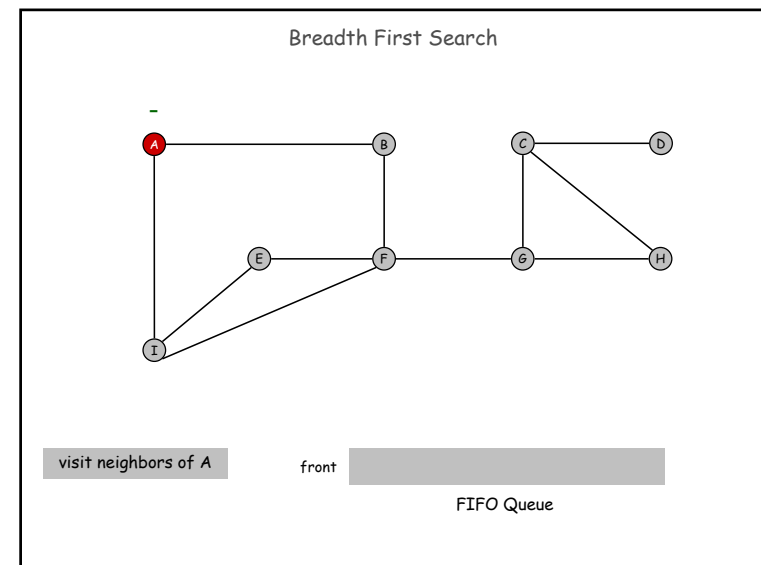 Breadth First Search
-
A B C D
E F G H
I
visit neighbors of A front
FIFO Queue